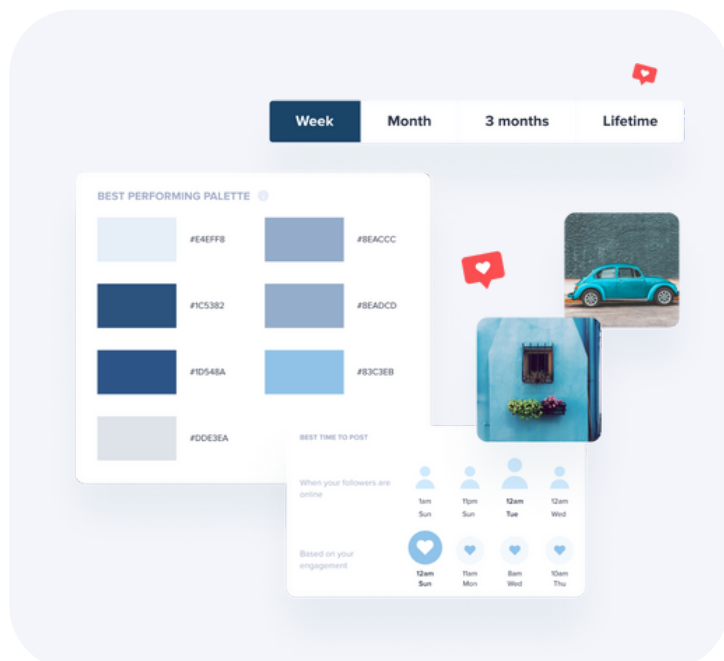 Week Month 3 months Lifetime
BEST PERFORMING PALETTE
#E4EFF8 #8EACCC
#1C5382 #8EADCD
#1D548A #83C3EB
#DDE3EA
BEST TIME TO POST
When your followers are
online
1am 11pm 12am 12am
Sun Sun Tue Wed
Based on your
engagement
12am 11am 8am 10am
Sun Mon Wed Thu